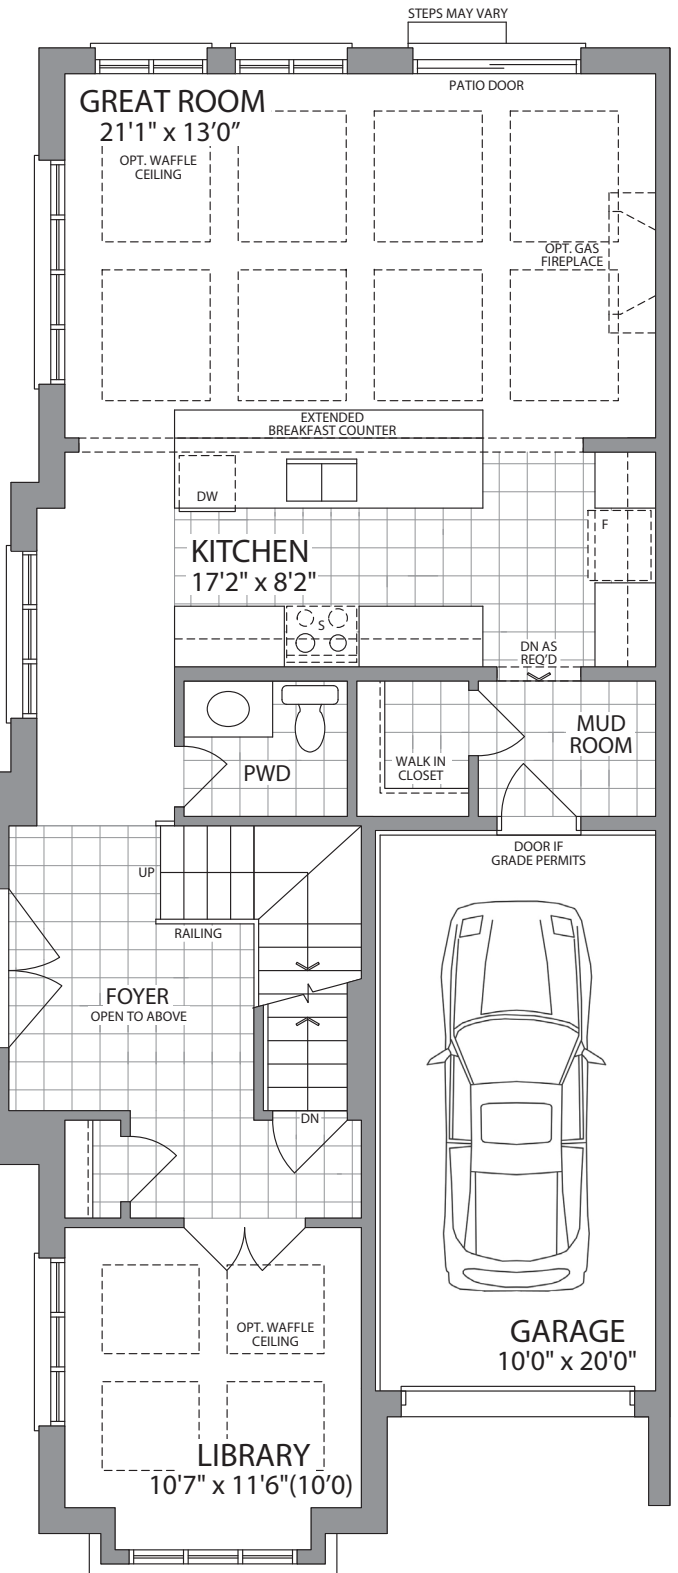 STEPS MAY VARY
PATIO DOOR
GREAT ROOM
21'1" x 13'0”
OPT. WAFFLE
CEILING
OPT. GAS
FIREPLACE
EXTENDED
BREAKFAST COUNTER
DW
F
KITCHEN
17'2" x 8'2"
S
DN AS
REQ'D
MUD
ROOM
WALK IN
CLOSET
PWD
DOOR IF
GRADE PERMITS
UP
RAILING
FOYER
OPEN TO ABOVE
DN
OPT. WAFFLE
CEILING
GARAGE
10'0" x 20'0"
LIBRARY
10'7" x 11'6"(10’0)